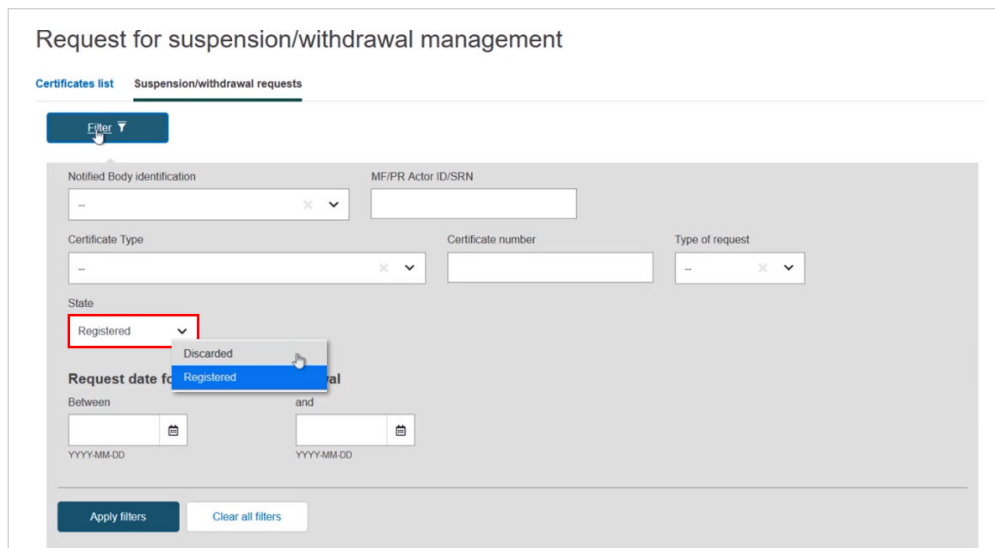 Request for suspension/withdrawal management
Certificates list Suspension/withdrawal requests
Filter
Notified Body identification MF/PR Actor ID/SRN
--
Certificate Type Certificate number Type of request
-- --
State
Registered
Discarded
Registered
Request date fo al
Between and
YYYY-MM-DD YYYY-MM-DD
Apply filters Clear all filters